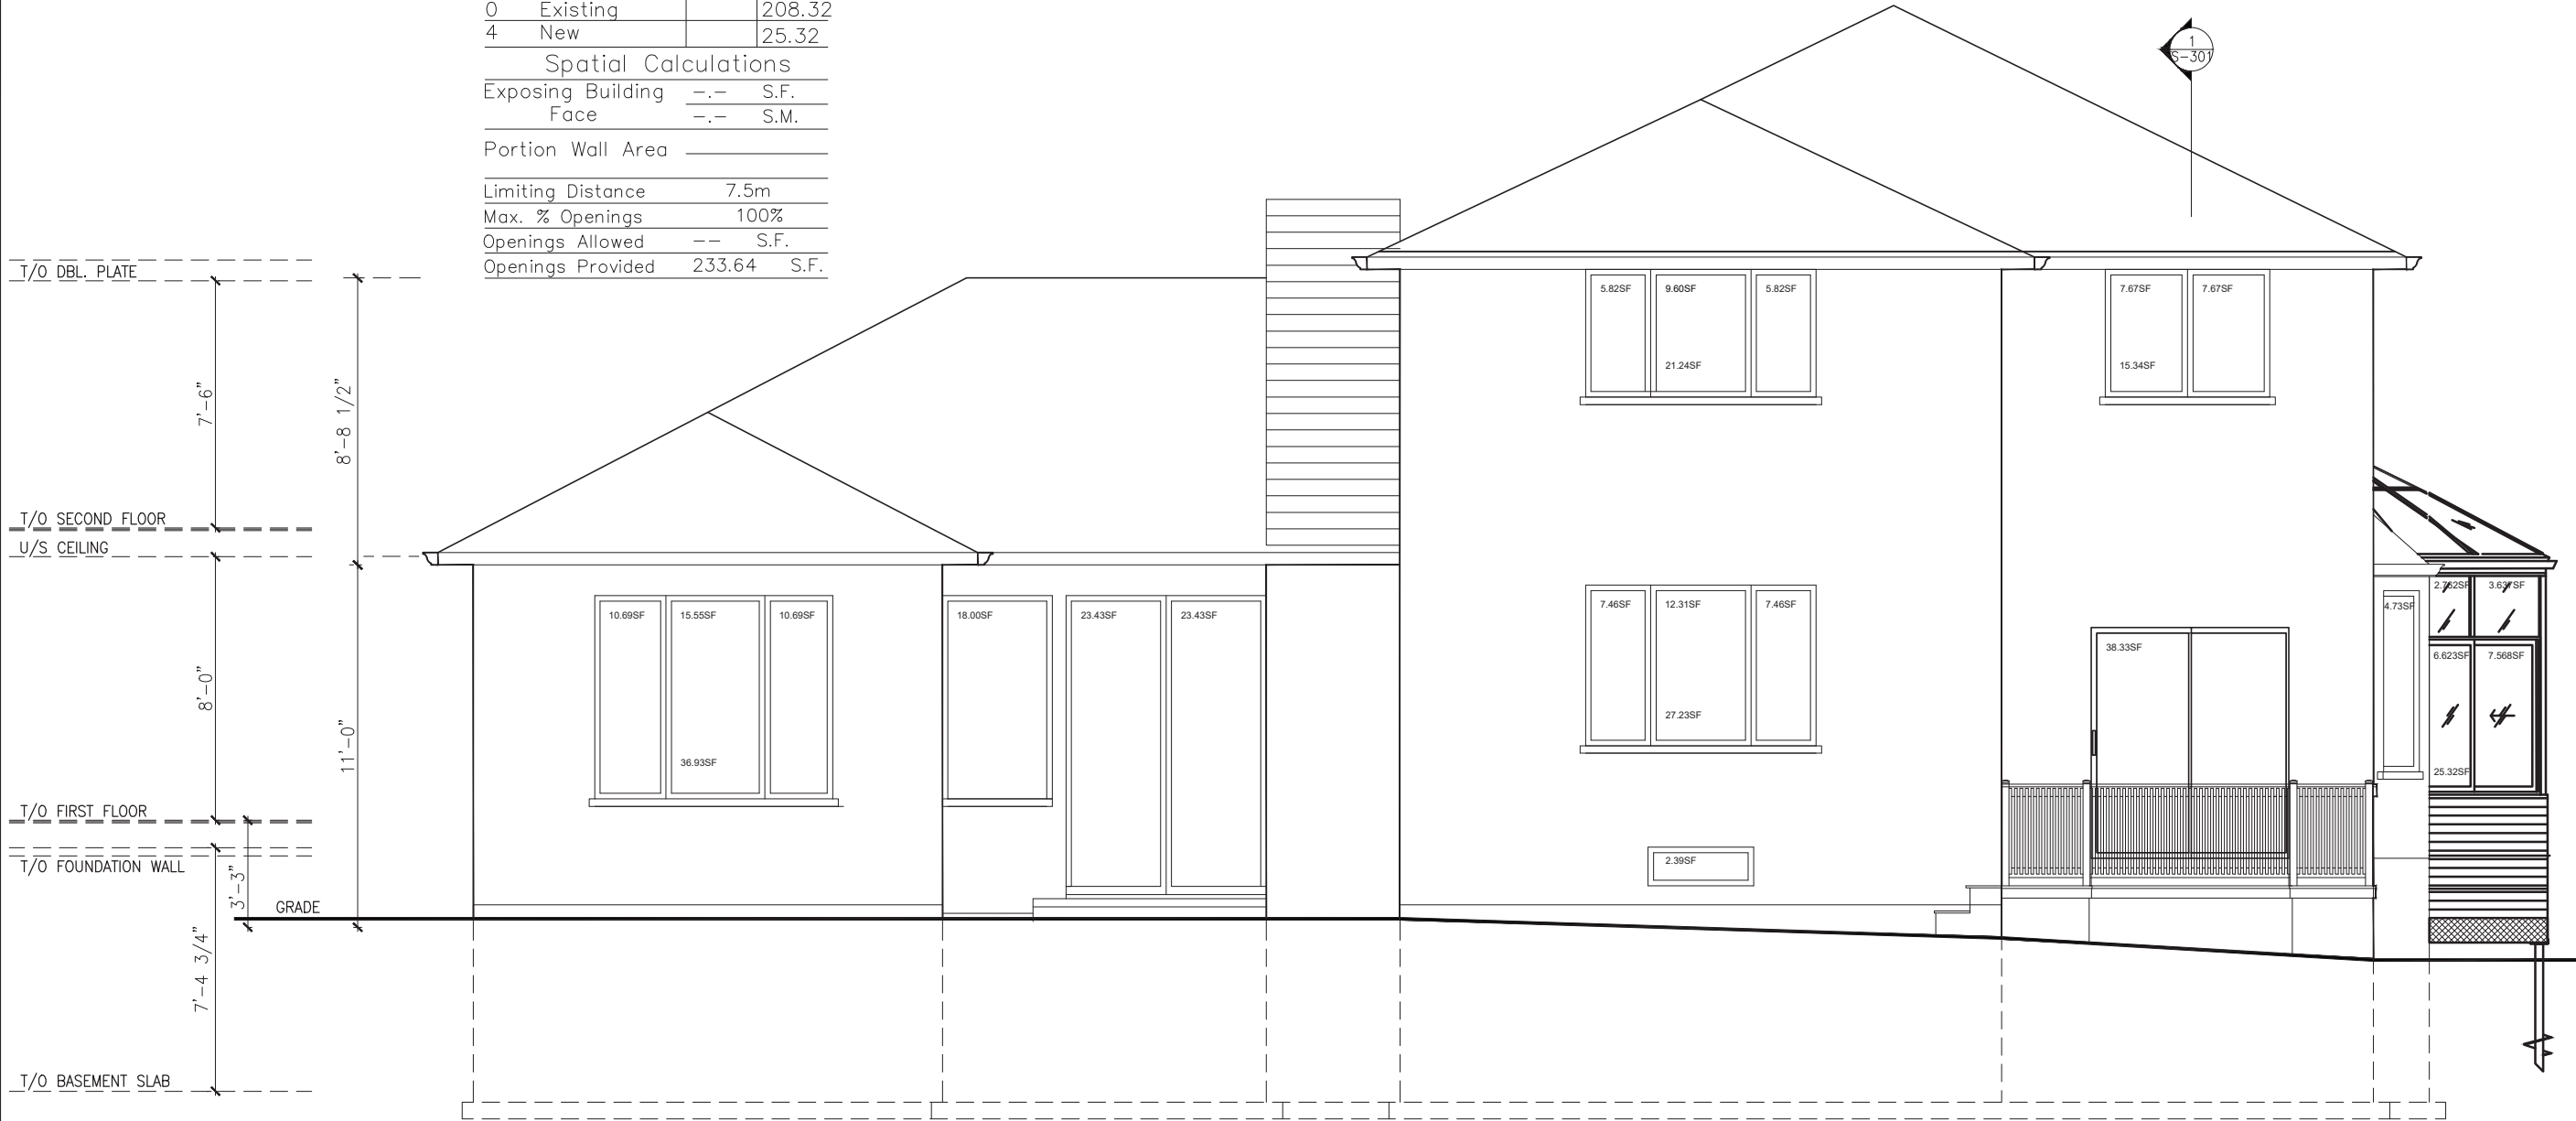 0 Existing 208.32
4 New 25.32
Spatial Calculations
Exposing Building -.- S.F.
Face -.- S.M.
Portion Wall Area
Limiting Distance 7.5m
Max. % Openings 100%
Openings Allowed -- S.F.
Openings Provided 233.64 S.F.
1
S-301
T/O DBL. PLATE
7'-6"
8'-8 1/2"
T/O SECOND FLOOR
U/S CEILING
8'-0"
11'-0"
T/O FIRST FLOOR
T/O FOUNDATION WALL
3'-3"
GRADE
7'-4 3/4"
T/O BASEMENT SLAB
5.82SF 9.60SF 5.82SF
21.24SF
7.67SF 7.67SF
15.34SF
10.69SF 15.55SF 10.69SF
36.93SF
18.00SF
23.43SF 23.43SF
7.46SF 12.31SF 7.46SF
27.23SF
2.39SF
38.33SF
4.73SF
6.623SF 7.568SF
25.32SF